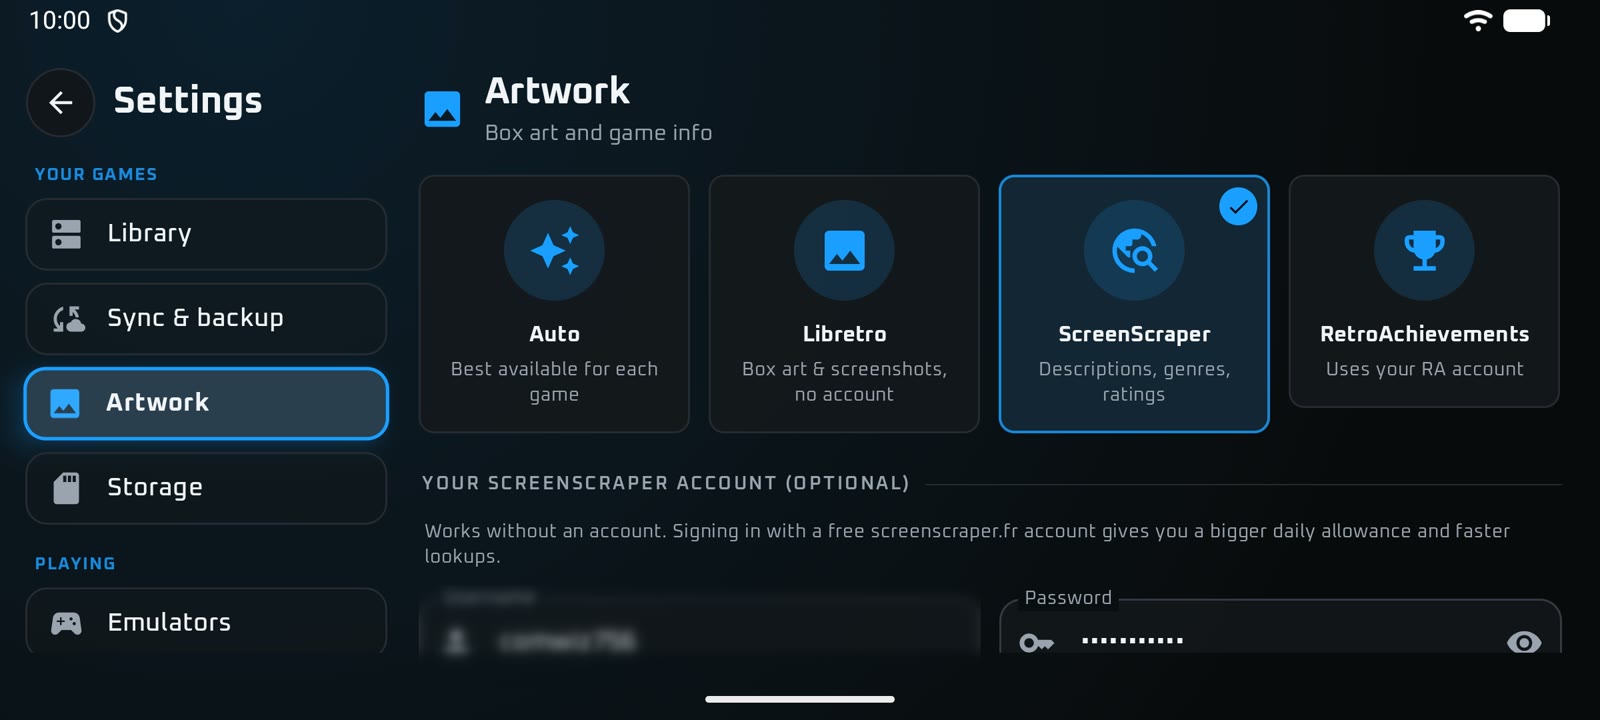 10:00
Settings
YOUR GAMES
Library
Sync & backup
Artwork
Storage
PLAYING
Emulators
Artwork
Box art and game info
Auto
Best available for each
game
Libretro
Box art & screenshots,
no account
ScreenScraper
Descriptions, genres,
ratings
RetroAchievements
Uses your RA account
YOUR SCREENSCRAPER ACCOUNT (OPTIONAL)
Works without an account. Signing in with a free screenscraper.fr account gives you a bigger daily allowance and faster
lookups.
Password
•••••••••••